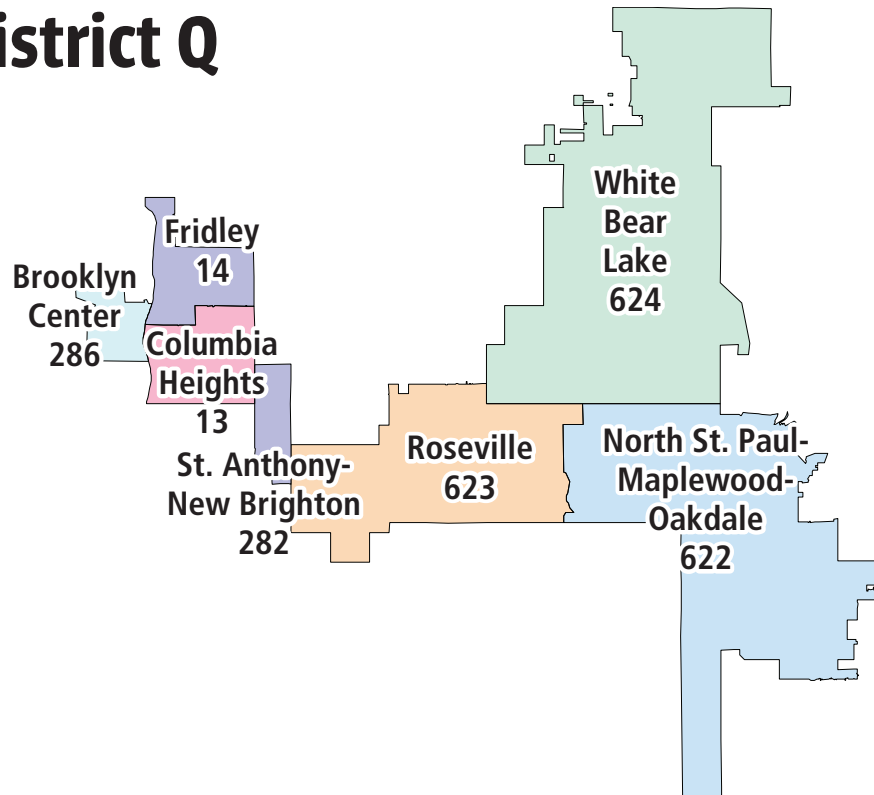 istrict Q
White
Bear
Lake
624
Fridley
14
Brooklyn
Center
286
Columbia
Heights
13
St. Anthony-
New Brighton
282
Roseville
623
North St. Paul-
Maplewood-
Oakdale
622